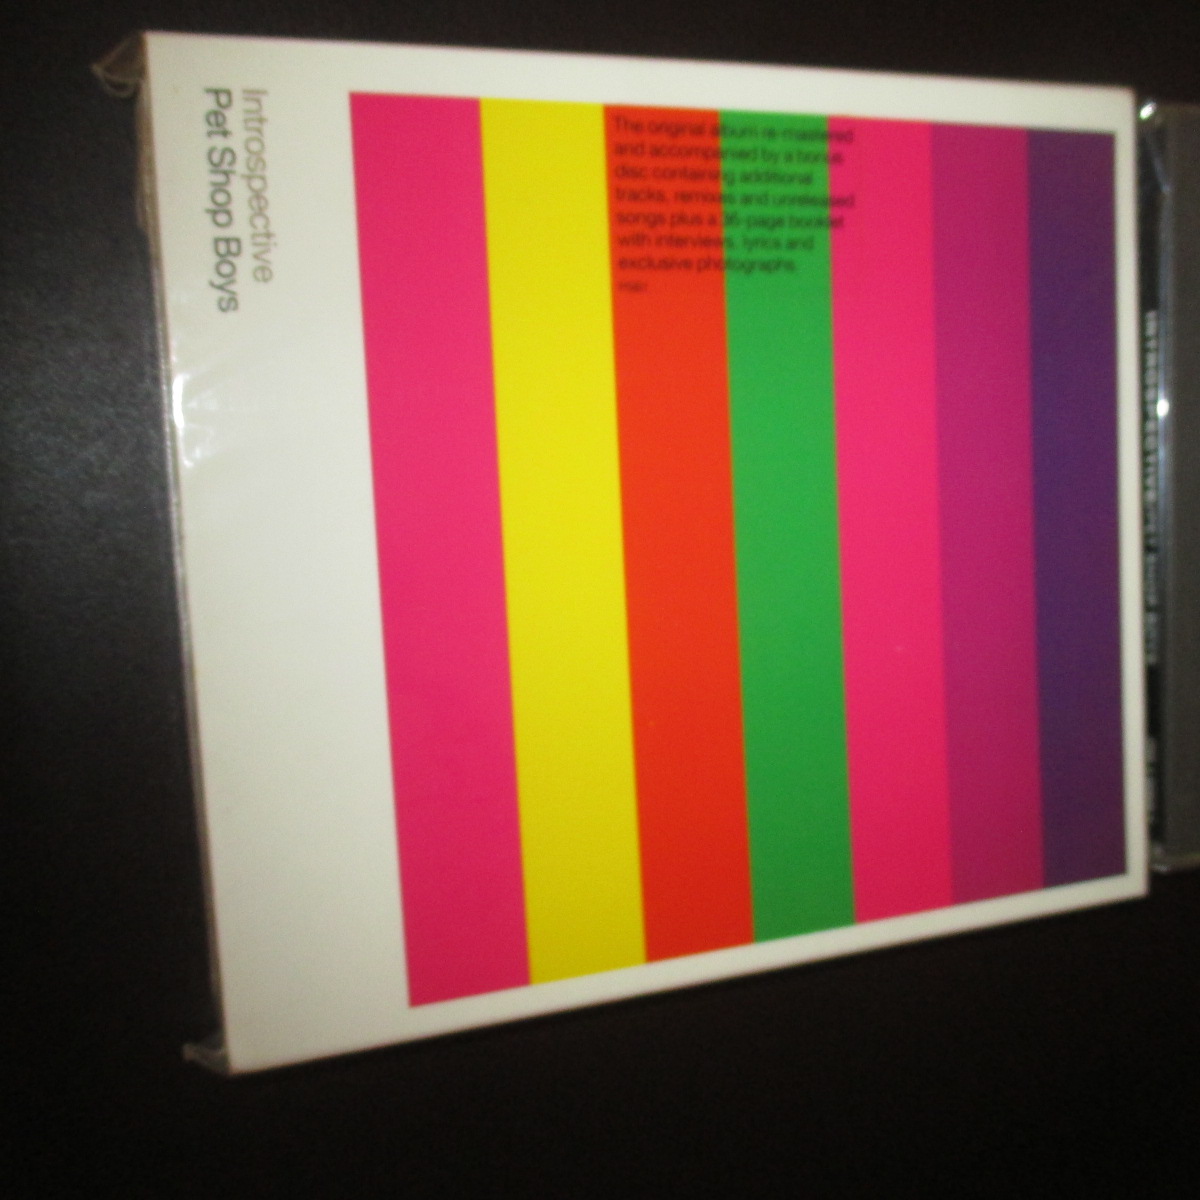 Introspective
Pet Shop Boys
The original album re-mastered
and accompanied by a bonus
disc containing additional
tracks, remixes and unreleased
songs plus a 36-page booklet
with interviews, lyrics and
exclusive photographs.